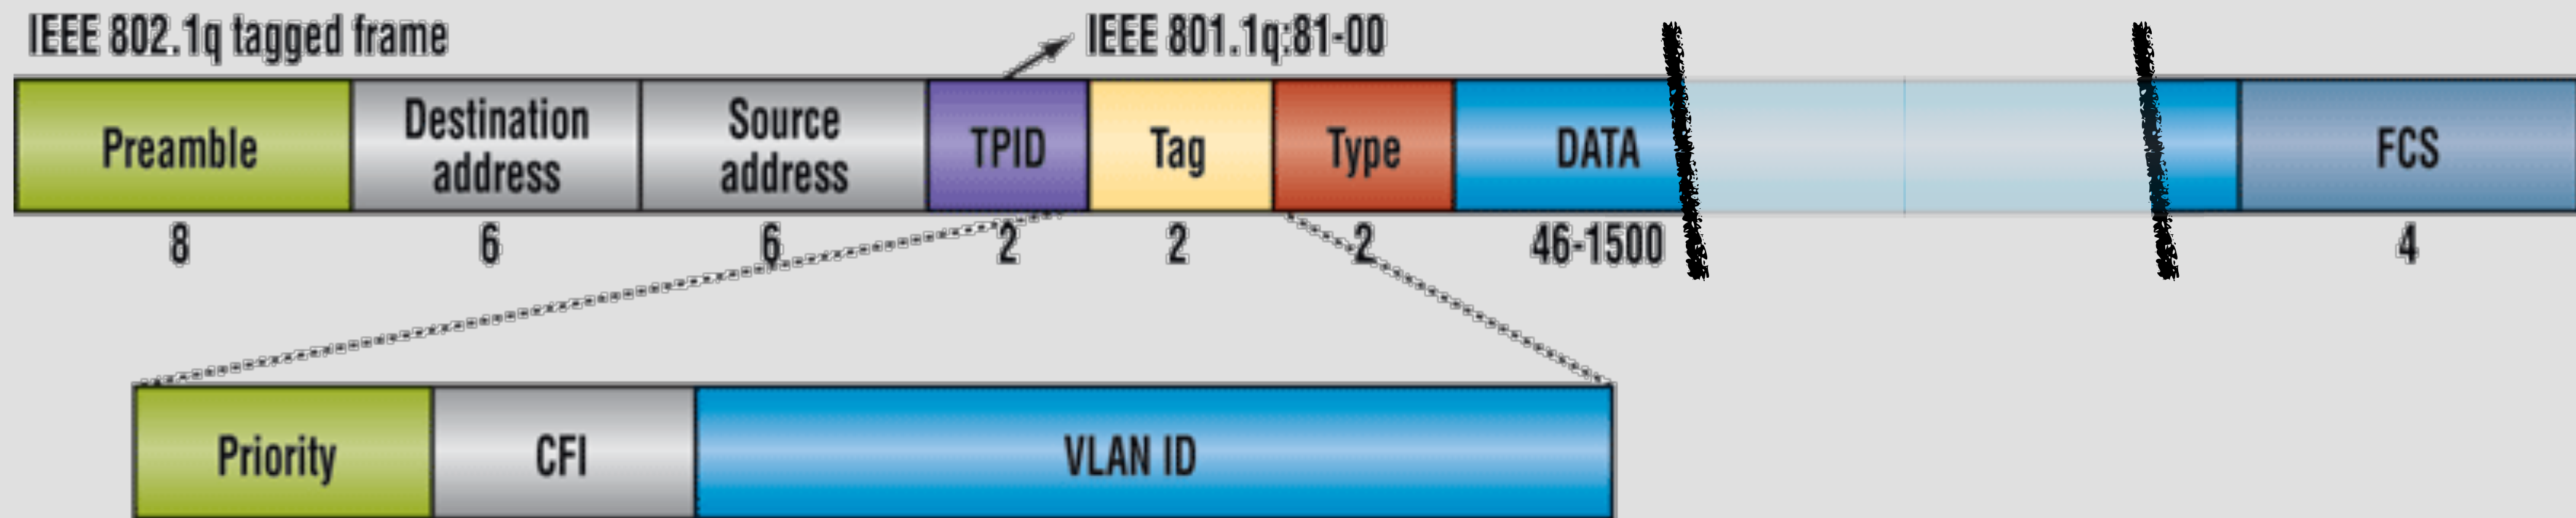 IEEE 802.1q tagged frame
IEEE 801.1q:81-00
Preamble
Destination
address
Source
address
TPID
Tag
Type
DATA
FCS
8
6
6
2
2
2
46-1500
4
Priority
CFI
VLAN ID